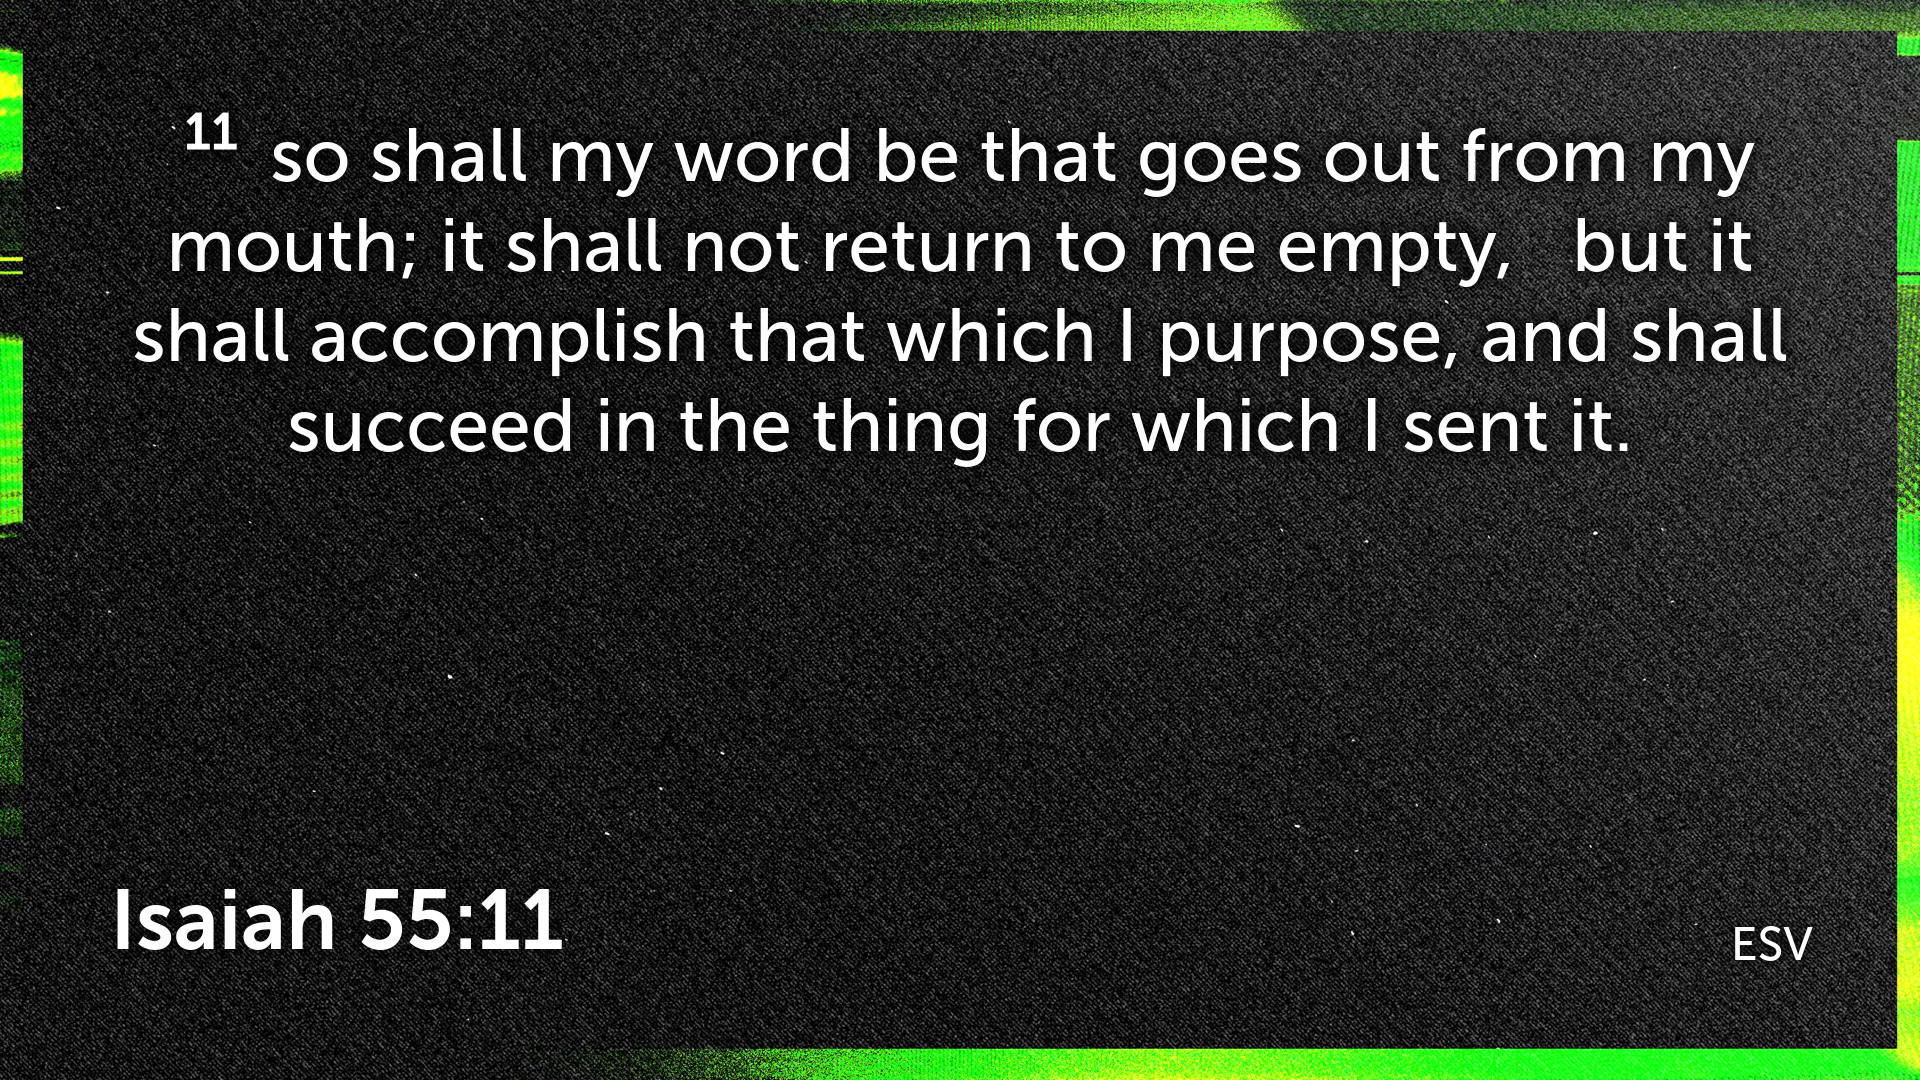 11 so shall my word be that goes out from my
mouth; it shall not return to me empty, but it
shall accomplish that which I purpose, and shall
succeed in the thing for which I sent it.
Isaiah 55:11
ESV